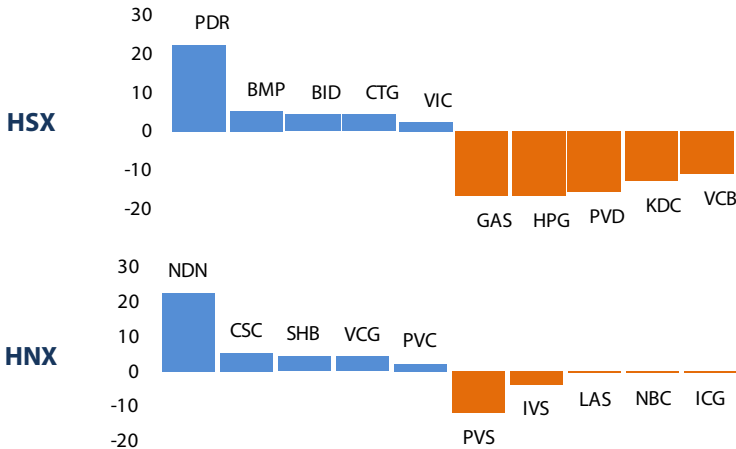 30
PDR
20
BMP BID CTG VIC
10
HSX
0
-10
-20
GAS HPG PVD KDC VCB
30
NDN
20
CSC SHB VCG PVC
10
HNX
0
-10
LAS NBC ICG
IVS
PVS
-20